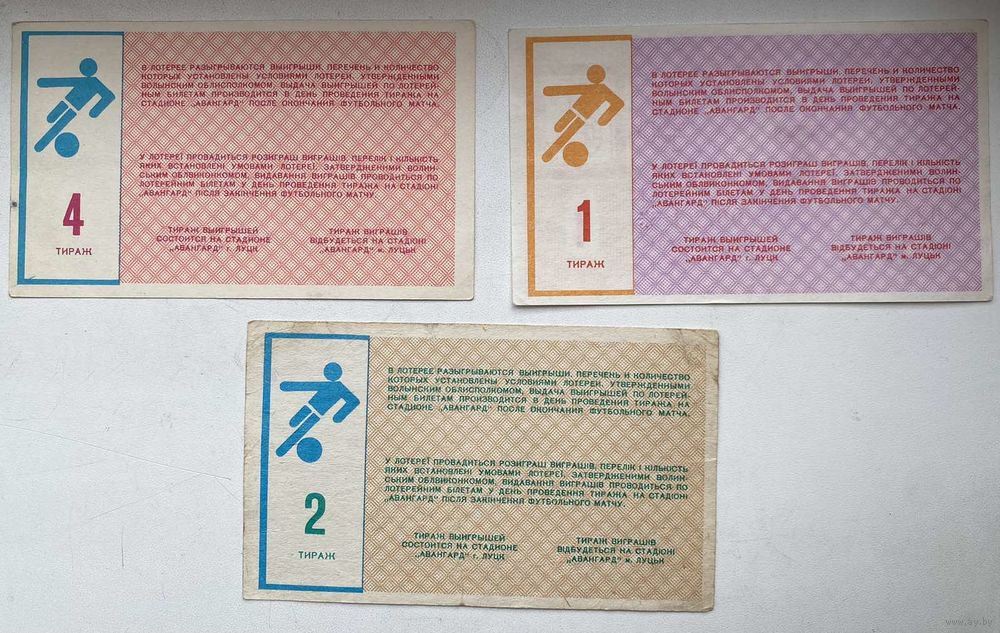 В ЛОТЕРЕЕ РАЗЫГРЫВАЮТСЯ ВЫИГРЫШИ, ПЕРЕЧЕНЬ И КОЛИЧЕСТВО
КОТОРЫХ УСТАНОВЛЕНЫ УСЛОВИЯМИ ЛОТЕРЕИ, УТВЕРЖДЕННЫМИ
ВОЛЫНСКИМ ОБЛИСПОЛКОМОМ, ВЫДАЧА ВЫИГРЫШЕЙ ПО ЛОТЕРЕЙ-
НЫМ БИЛЕТАМ ПРОИЗВОДИТСЯ В ДЕНЬ ПРОВЕДЕНИЯ ТИРАЖА НА
СТАДИОНЕ „АВАНГАРД" ПОСЛЕ ОКОНЧАНИЯ ФУТБОЛЬНОГО МАТЧА.
У ЛОТЕРЕЇ ПРОВАДИТЬСЯ РОЗИГРАШ ВИГРАШІВ, ПЕРЕЛІК І КІЛЬКІСТЬ
ЯКИХ ВСТАНОВЛЕНІ УМОВАМИ ЛОТЕРЕЇ, ЗАТВЕРДЖЕНИМИ ВОЛИН-
СЬКИМ ОБЛВИКОНКОМОМ, ВИДАВАННЯ ВИГРАШІВ, ПРОВОДИТЬСЯ ПО
ЛОТЕРЕЙНИМ БІЛЕТАМ У ДЕНЬ ПРОВЕДЕННЯ ТИРАЖА НА СТАДІОНІ
„АВАНГАРД" ПІСЛЯ ЗАКІНЧЕННЯ ФУТБОЛЬНОГО МАТЧУ.
4
ТИРАЖ
ТИРАЖ ВЫИГРЫШЕЙ
СОСТОИТСЯ НА СТАДИОНЕ
„АВАНГАРД" г. ЛУЦК
ТИРАЖ ВИГРАШІВ
ВІДБУДЕТЬСЯ НА СТАДІОНІ
„АВАНГАРД" м. ЛУЦЬК
В ЛОТЕРЕЕ РАЗЫГРЫВАЮТСЯ ВЫИГРЫШИ, ПЕРЕЧЕНЬ И КОЛИЧЕСТВО
КОТОРЫХ УСТАНОВЛЕНЫ УСЛОВИЯМИ ЛОТЕРЕИ, УТВЕРЖДЕННЫМИ
ВОЛЫНСКИМ ОБЛИСПОЛКОМОМ, ВЫДАЧА ВЫИГРЫШЕЙ ПО ЛОТЕРЕЙ-
НЫМ БИЛЕТАМ ПРОИЗВОДИТСЯ В ДЕНЬ ПРОВЕДЕНИЯ ТИРАЖА НА
СТАДИОНЕ „АВАНГАРД" ПОСЛЕ ОКОНЧАНИЯ ФУТБОЛЬНОГО МАТЧА.
У ЛОТЕРЕЇ ПРОВАДИТЬСЯ РОЗИГРАШ ВИГРАШІВ, ПЕРЕЛІК І КІЛЬКІСТЬ
ЯКИХ ВСТАНОВЛЕНІ УМОВАМИ ЛОТЕРЕЇ, ЗАТВЕРДЖЕНИМИ ВОЛИН-
СЬКИМ ОБЛВИКОНКОМОМ, ВИДАВАННЯ ВИГРАШІВ ПРОВОДИТЬСЯ ПО
ЛОТЕРЕЙНИМ БІЛЕТАМ У ДЕНЬ ПРОВЕДЕННЯ ТИРАЖА НА СТАДІОНІ
„АВАНГАРД" ПІСЛЯ ЗАКІНЧЕННЯ ФУТБОЛЬНОГО МАТЧУ.
1
ТИРАЖ
ТИРАЖ ВЫИГРЫШЕЙ
СОСТОИТСЯ НА СТАДИОНЕ
„АВАНГАРД" г. ЛУЦК
ТИРАЖ ВИГРАШІВ
ВІДБУДЕТЬСЯ НА СТАДІОНІ
„АВАНГАРД" м. ЛУЦЬК
В ЛОТЕРЕЕ РАЗЫГРЫВАЮТСЯ ВЫИГРЫШИ, ПЕРЕЧЕНЬ И КОЛИЧЕСТВО
КОТОРЫХ УСТАНОВЛЕНЫ УСЛОВИЯМИ ЛОТЕРЕИ, УТВЕРЖДЕННЫМИ
ВОЛЫНСКИМ ОБЛИСПОЛКОМОМ, ВЫДАЧА ВЫИГРЫШЕЙ ПО ЛОТЕРЕЙ-
НЫМ БИЛЕТАМ ПРОИЗВОДИТСЯ В ДЕНЬ ПРОВЕДЕНИЯ ТИРАЖА НА
СТАДИОНЕ „АВАНГАРД" ПОСЛЕ ОКОНЧАНИЯ ФУТБОЛЬНОГО МАТЧА.
У ЛОТЕРЕЇ ПРОВАДИТЬСЯ РОЗИГРАШ ВИГРАШІВ, ПЕРЕЛІК І КІЛЬКІСТЬ
ЯКИХ ВСТАНОВЛЕНІ УМОВАМИ ЛОТЕРЕЇ, ЗАТВЕРДЖЕНИМИ ВОЛИН-
СЬКИМ ОБЛВИКОНКОМОМ, ВИДАВАННЯ ВИГРАШІВ ПРОВОДИТЬСЯ ПО
ЛОТЕРЕЙНИМ БІЛЕТАМ У ДЕНЬ ПРОВЕДЕННЯ ТИРАЖА НА СТАДІОНІ
„АВАНГАРД" ПІСЛЯ ЗАКІНЧЕННЯ ФУТБОЛЬНОГО МАТЧУ.
2
ТИРАЖ
ТИРАЖ ВЫИГРЫШЕЙ
СОСТОИТСЯ НА СТАДИОНЕ
„АВАНГАРД" г. ЛУЦК
ТИРАЖ ВИГРАШІВ
ВІДБУДЕТЬСЯ НА СТАДІОНІ
„АВАНГАРД" м. ЛУЦЬК
www.ay.by